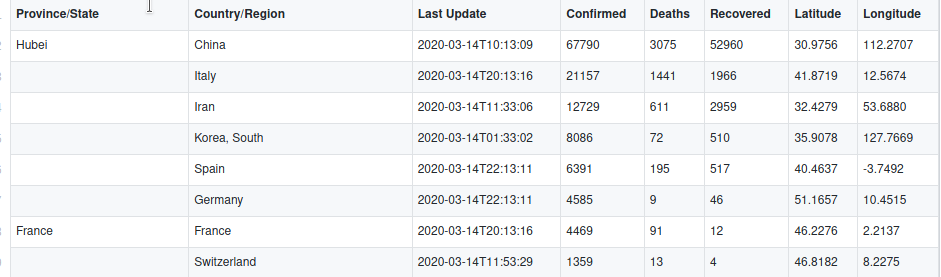 Province/State Country/Region Last Update Confirmed Deaths Recovered Latitude Longitude
Hubei China 2020-03-14T10:13:09 67790 3075 52960 30.9756 112.2707
Italy 2020-03-14T20:13:16 21157 1441 1966 41.8719 12.5674
Iran 2020-03-14T11:33:06 12729 611 2959 32.4279 53.6880
Korea, South 2020-03-14T01:33:02 8086 72 510 35.9078 127.7669
Spain 2020-03-14T22:13:11 6391 195 517 40.4637 -3.7492
Germany 2020-03-14T22:13:11 4585 9 46 51.1657 10.4515
France France 2020-03-14T20:13:16 4469 91 12 46.2276 2.2137
Switzerland 2020-03-14T11:53:29 1359 13 4 46.8182 8.2275